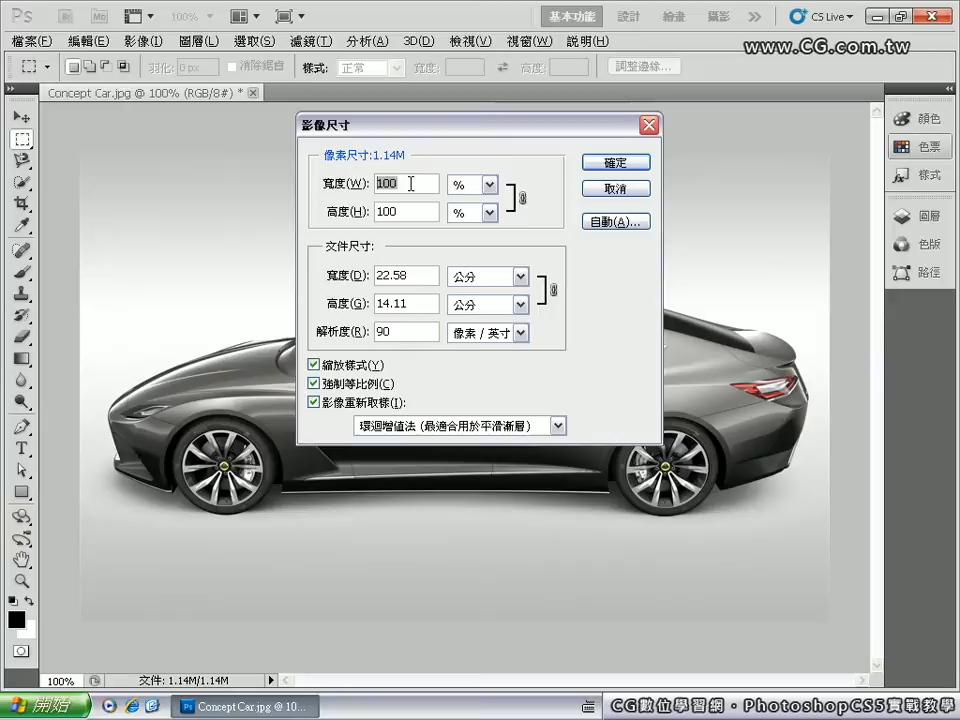 Ps
Br
Mb
100%
基本功能
設計
繪畫
攝影
CS Live
檔案(F)
編輯(E)
影像(I)
圖層(L)
選取(S)
濾鏡(T)
分析(A)
3D(D)
檢視(V)
視窗(W)
說明(H)
www.CG.com.tw
羽化: 0 px
消除鋸齒
樣式: 正常
寬度:
高度:
調整邊緣...
Concept Car.jpg @ 100% (RGB/8#) *
影像尺寸
像素尺寸:1.14M
寬度(W): 100 %
高度(H): 100 %
文件尺寸:
寬度(D): 22.58 公分
高度(G): 14.11 公分
解析度(R): 90 像素 / 英寸
縮放樣式(Y)
強制等比例(C)
影像重新取樣(I):
環迴增值法 (最適合用於平滑漸層)
確定
取消
自動(A)...
顏色
色票
樣式
圖層
色版
路徑
100%
文件: 1.14M/1.14M
開始
Concept Car.jpg @ 10...
CG數位學習網・PhotoshopCS5實戰教學